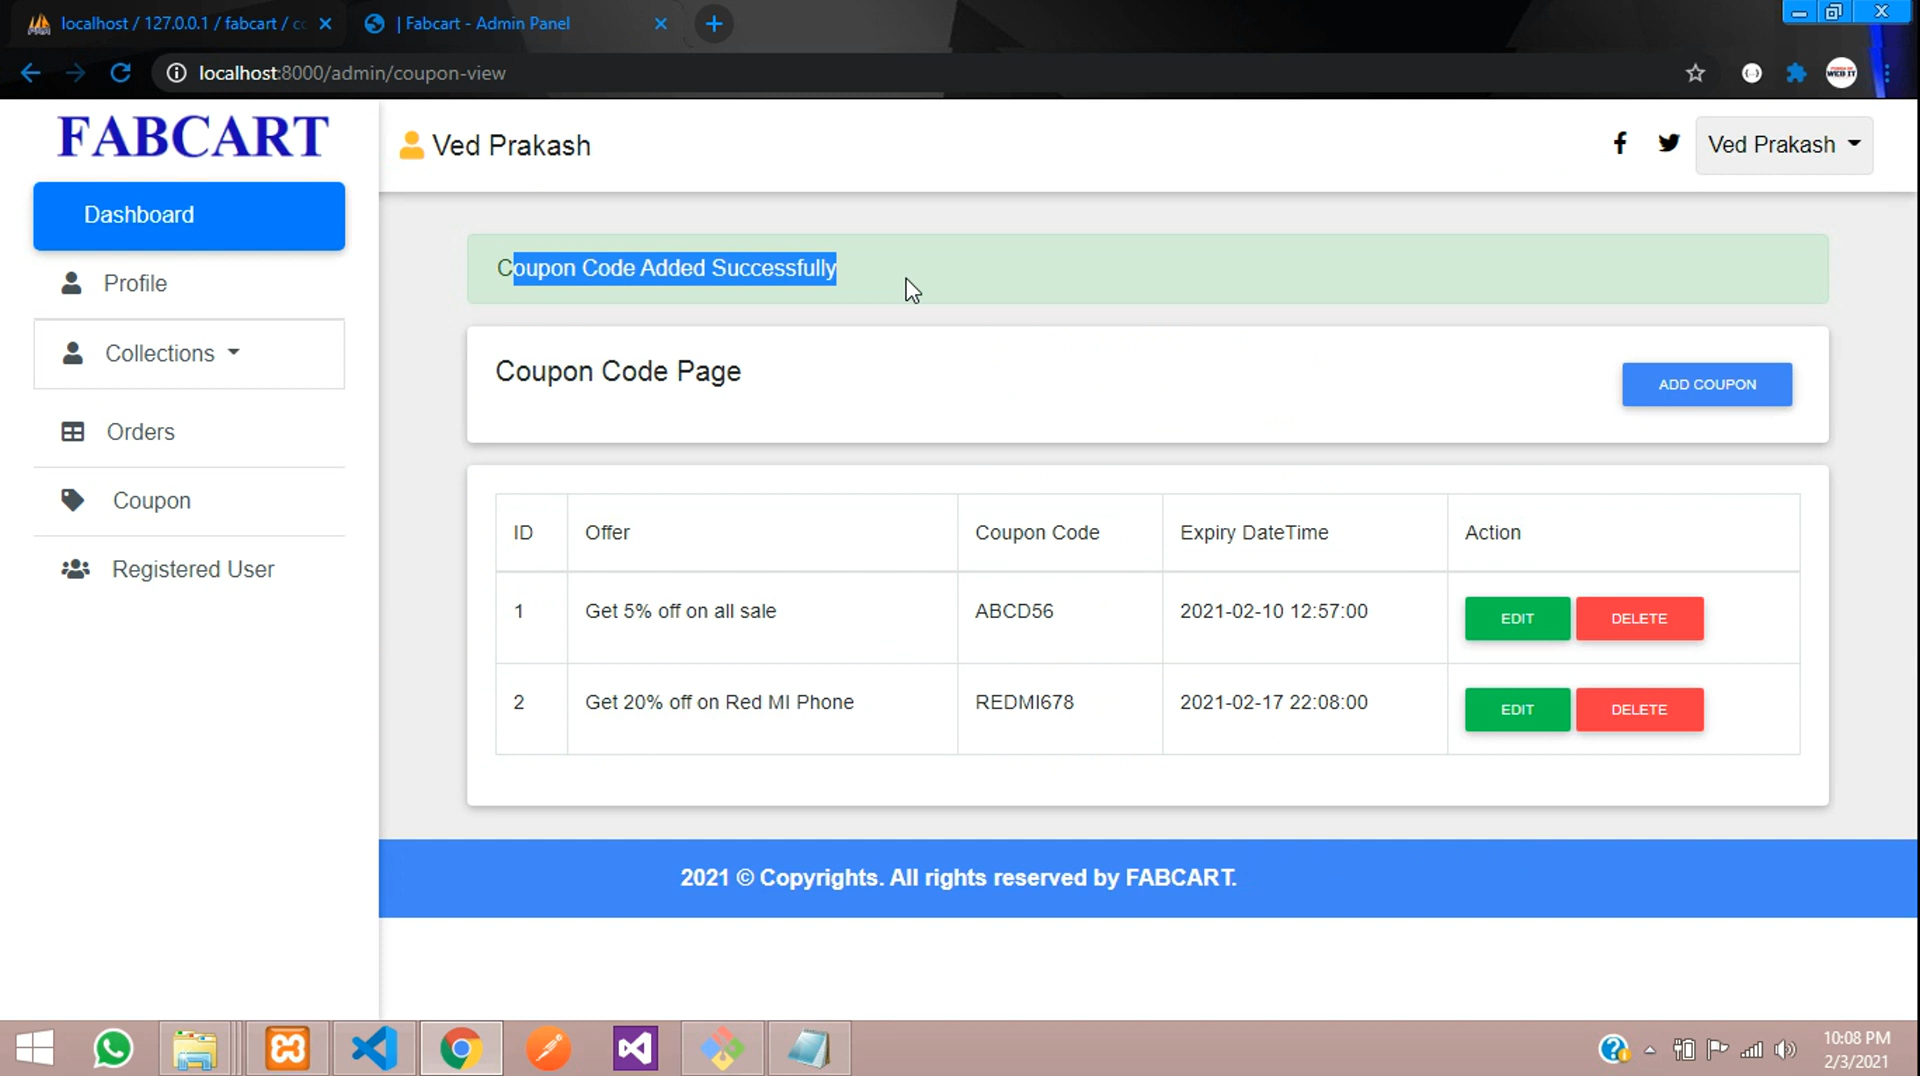 localhost / 127.0.0.1 / fabcart / co
| Fabcart - Admin Panel
localhost:8000/admin/coupon-view
WEB IT
FABCART
Ved Prakash
Ved Prakash
Dashboard
Profile
Collections
Orders
Coupon
Registered User
Coupon Code Added Successfully
Coupon Code Page
ADD COUPON
ID Offer Coupon Code Expiry DateTime Action
1 Get 5% off on all sale ABCD56 2021-02-10 12:57:00 EDIT DELETE
2 Get 20% off on Red MI Phone REDMI678 2021-02-17 22:08:00 EDIT DELETE
2021 © Copyrights. All rights reserved by FABCART.
10:08 PM
2/3/2021